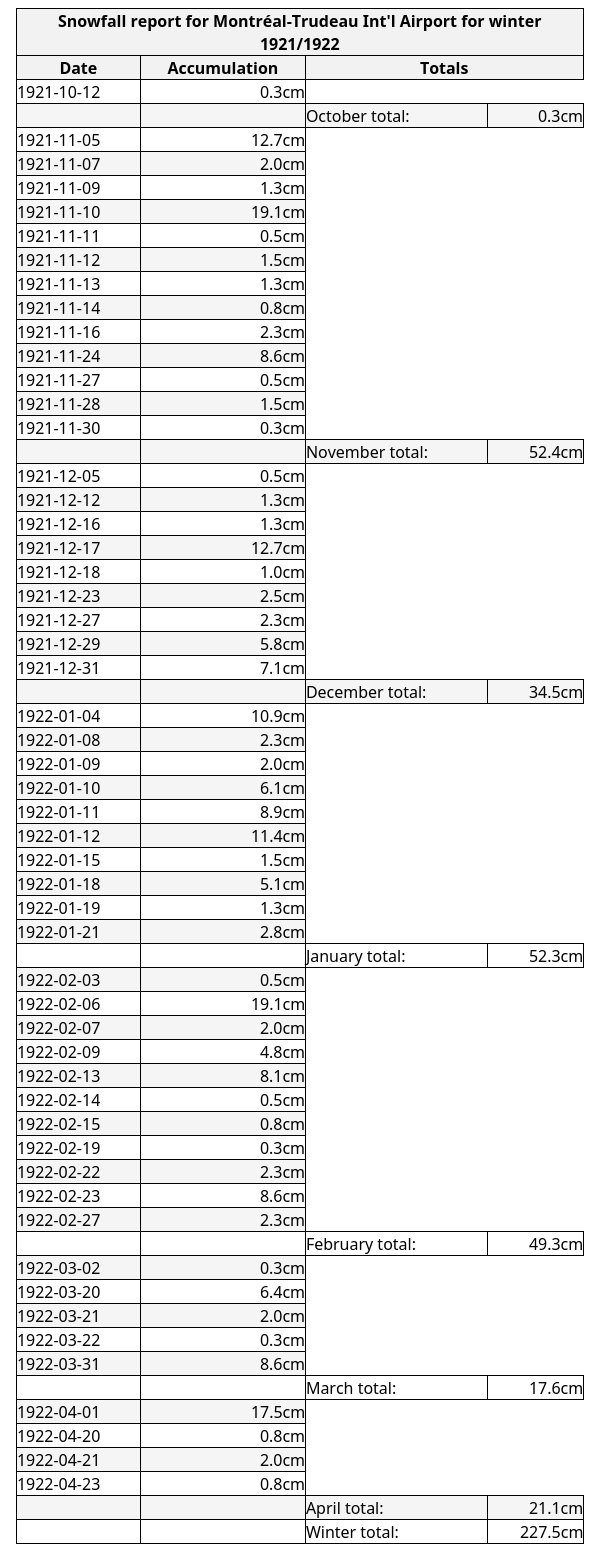 Snowfall report for Montréal-Trudeau Int'l Airport for winter
1921/1922
Date Accumulation Totals
1921-10-12 0.3cm
October total: 0.3cm
1921-11-05 12.7cm
1921-11-07 2.0cm
1921-11-09 1.3cm
1921-11-10 19.1cm
1921-11-11 0.5cm
1921-11-12 1.5cm
1921-11-13 1.3cm
1921-11-14 0.8cm
1921-11-16 2.3cm
1921-11-24 8.6cm
1921-11-27 0.5cm
1921-11-28 1.5cm
1921-11-30 0.3cm
November total: 52.4cm
1921-12-05 0.5cm
1921-12-12 1.3cm
1921-12-16 1.3cm
1921-12-17 12.7cm
1921-12-18 1.0cm
1921-12-23 2.5cm
1921-12-27 2.3cm
1921-12-29 5.8cm
1921-12-31 7.1cm
December total: 34.5cm
1922-01-04 10.9cm
1922-01-08 2.3cm
1922-01-09 2.0cm
1922-01-10 6.1cm
1922-01-11 8.9cm
1922-01-12 11.4cm
1922-01-15 1.5cm
1922-01-18 5.1cm
1922-01-19 1.3cm
1922-01-21 2.8cm
January total: 52.3cm
1922-02-03 0.5cm
1922-02-06 19.1cm
1922-02-07 2.0cm
1922-02-09 4.8cm
1922-02-13 8.1cm
1922-02-14 0.5cm
1922-02-15 0.8cm
1922-02-19 0.3cm
1922-02-22 2.3cm
1922-02-23 8.6cm
1922-02-27 2.3cm
February total: 49.3cm
1922-03-02 0.3cm
1922-03-20 6.4cm
1922-03-21 2.0cm
1922-03-22 0.3cm
1922-03-31 8.6cm
March total: 17.6cm
1922-04-01 17.5cm
1922-04-20 0.8cm
1922-04-21 2.0cm
1922-04-23 0.8cm
April total: 21.1cm
Winter total: 227.5cm